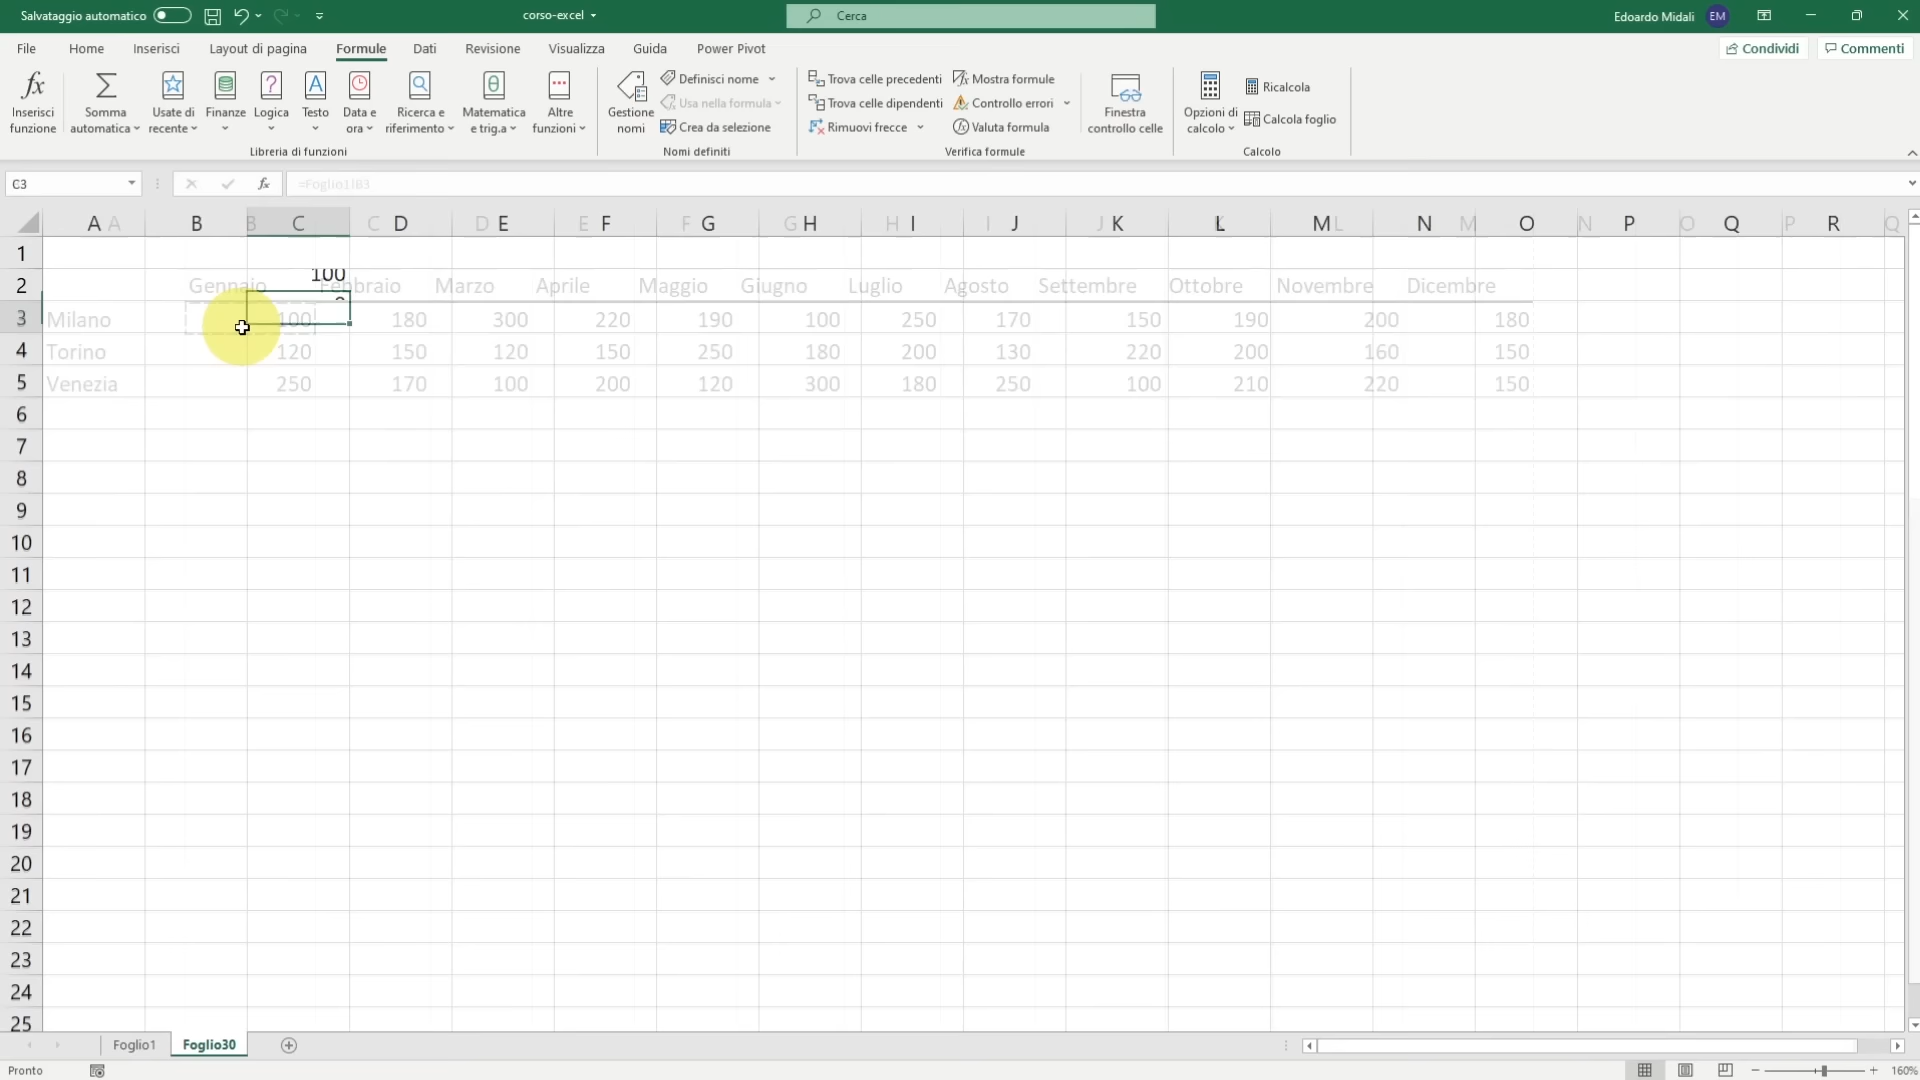 Salvataggio automatico
corso-excel
Cerca
Edoardo Midali
EM
File Home Inserisci Layout di pagina Formule Dati Revisione Visualizza Guida Power Pivot
Condividi
Commenti
Inserisci funzione
Somma automatica
Usate di recente
Finanze
Logica
Testo
Data e ora
Ricerca e riferimento
Matematica e trig.a
Altre funzioni
Libreria di funzioni
Gestione nomi
Definisci nome
Usa nella formula
Crea da selezione
Nomi definiti
Trova celle precedenti
Trova celle dipendenti
Rimuovi frecce
Mostra formule
Controllo errori
Valuta formula
Verifica formule
Finestra controllo celle
Opzioni di calcolo
Ricalcola
Calcola foglio
Calcolo
C3
fx
=Foglio1!B3
A A B B C C D D E E F F G G H H I I J J K L M L N M O N P O Q P R Q
1
100
2 Gennaio Febbraio Marzo Aprile Maggio Giugno Luglio Agosto Settembre Ottobre Novembre Dicembre
3 Milano 100 180 300 220 190 100 250 170 150 190 200 180
4 Torino 120 150 120 150 250 180 200 130 220 200 160 150
5 Venezia 250 170 100 200 120 300 180 250 100 210 220 150
6
7
8
9
10
11
12
13
14
15
16
17
18
19
20
21
22
23
24
25
Foglio1 Foglio30
Pronto
160%